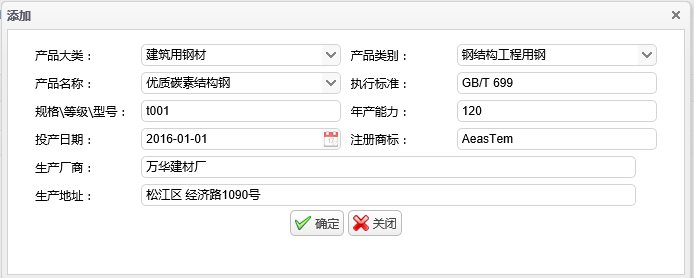 添加
产品大类： 建筑用钢材 产品类别： 钢结构工程用钢
产品名称： 优质碳素结构钢 执行标准： GB/T 699
规格\等级\型号： t001 年产能力： 120
投产日期： 2016-01-01 注册商标： AeasTem
生产厂商： 万华建材厂
生产地址： 松江区 经济路1090号
确定 关闭